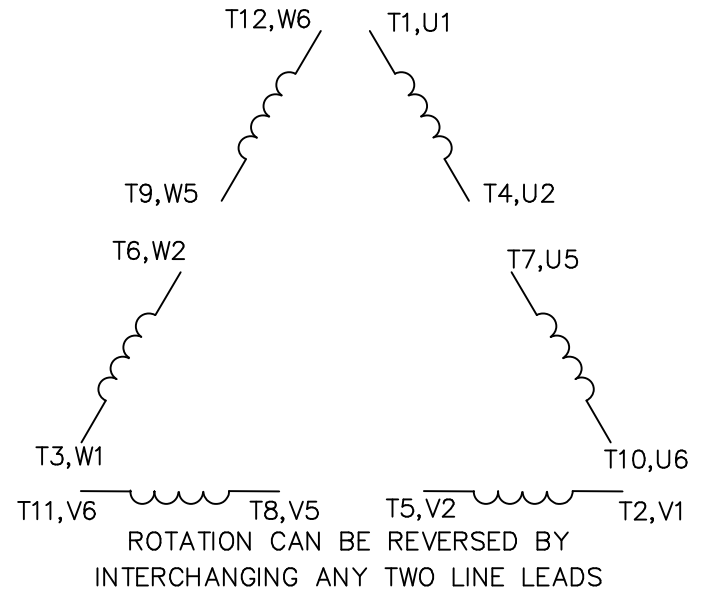 T12,W6
T1,U1
T9,W5
T4,U2
T6,W2
T7,U5
T3,W1
T10,U6
T11,V6
T8,V5
T5,V2
T2,V1
ROTATION CAN BE REVERSED BY
INTERCHANGING ANY TWO LINE LEADS